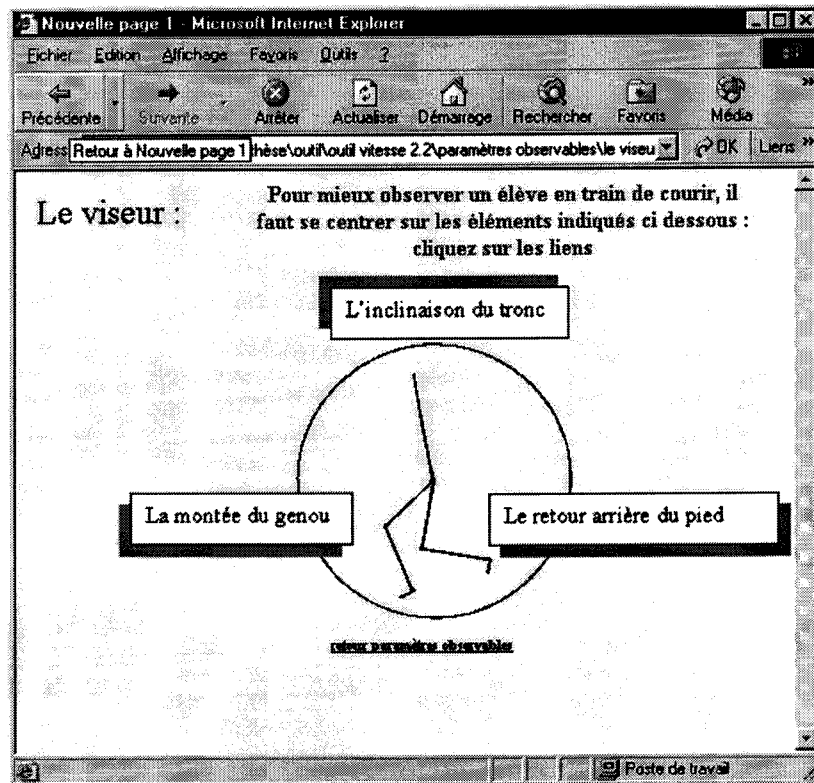 Nouvelle page 1 - Microsoft Internet Explorer
Fichier Edition Affichage Favoris Outils ?
Précédente Suivante Arrêter Actualiser Démarrage Rechercher Favoris Média
Adress Retour à Nouvelle page 1 thèse\outil\outil vitesse 2.2\paramètres observables\le viseu OK Liens
Le viseur :
Pour mieux observer un élève en train de courir, il
faut se centrer sur les éléments indiqués ci dessous :
cliquez sur les liens
L'inclinaison du tronc
La montée du genou
Le retour arrière du pied
retour paramètres observables
Poste de travail